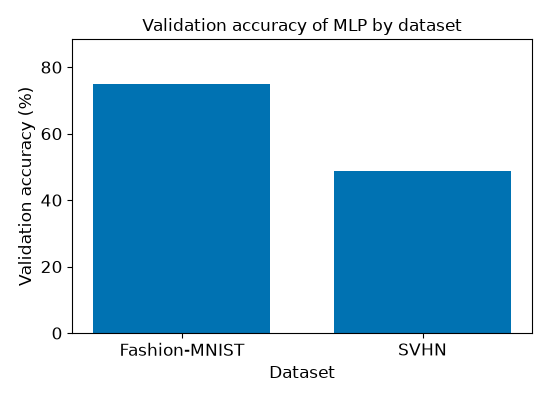 Validation accuracy of MLP by dataset
Validation accuracy (%)
80
60
40
20
0
Fashion-MNIST
SVHN
Dataset